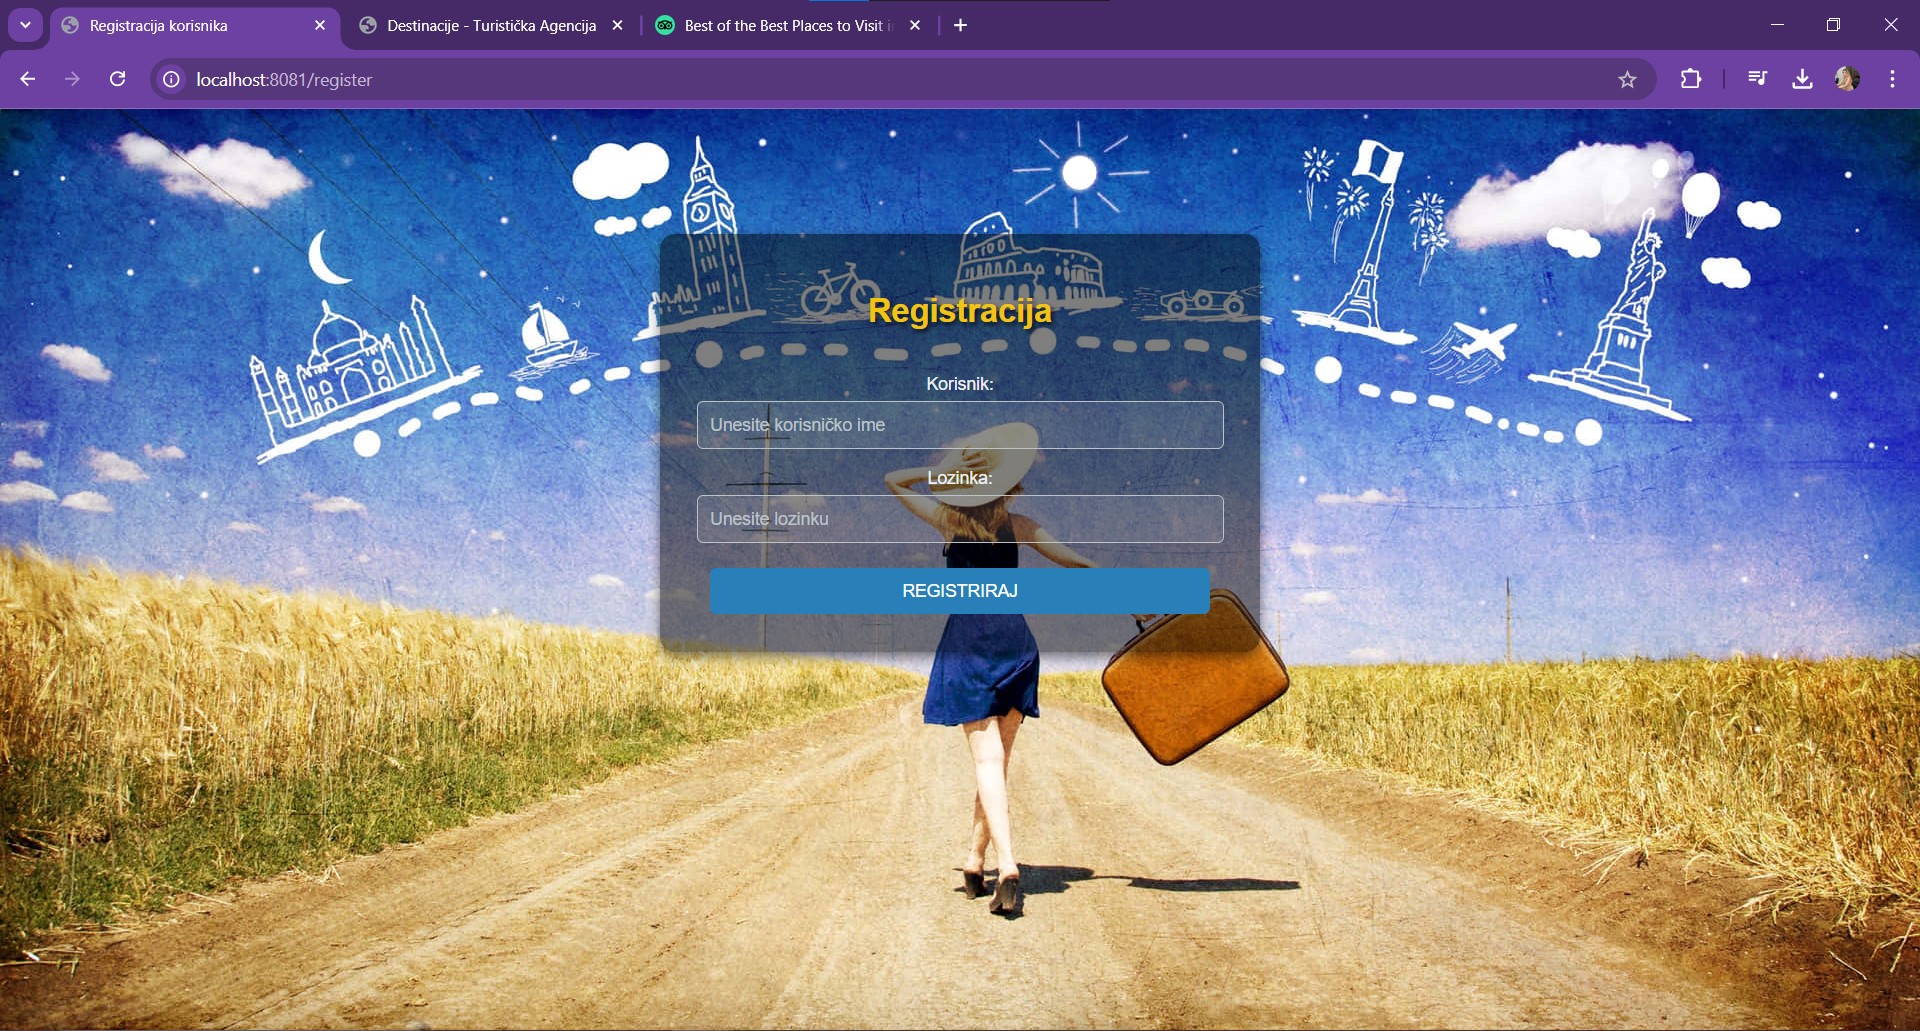 Registracija korisnika
Destinacije - Turistička Agencija
Best of the Best Places to Visit
localhost:8081/register
Registracija
Korisnik:
Unesite korisničko ime
Lozinka:
Unesite lozinku
REGISTRIRAJ